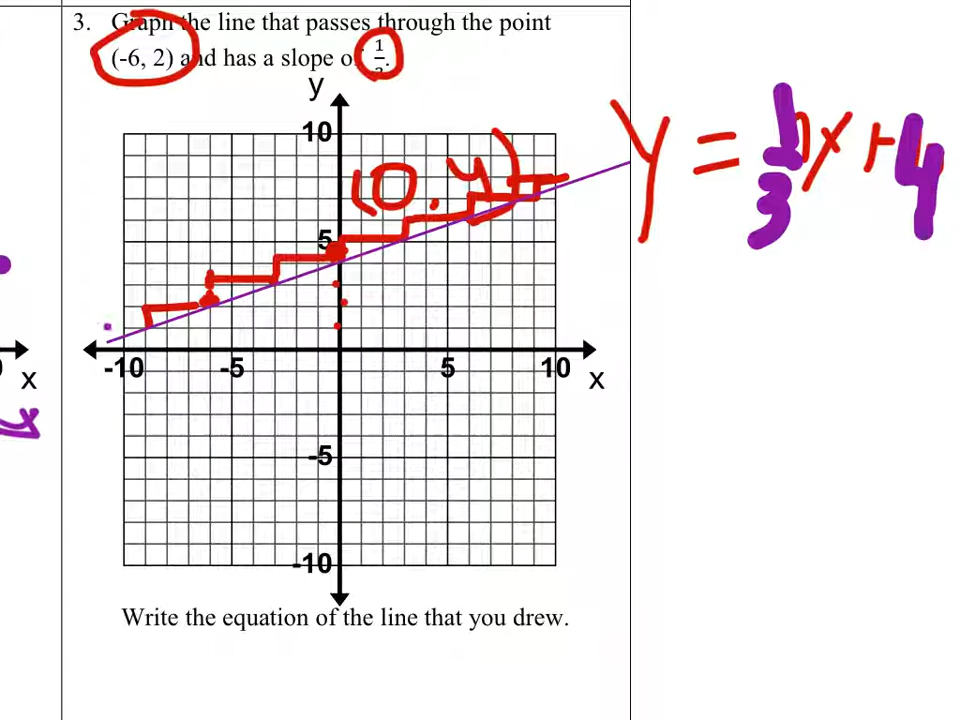 3. Graph the line that passes through the point
(-6, 2) and has a slope of 1/3.
y
10
(0, 4)
y = 1/3 x + 4
5
-10 -5 5 10 x
x
-5
-10
Write the equation of the line that you drew.